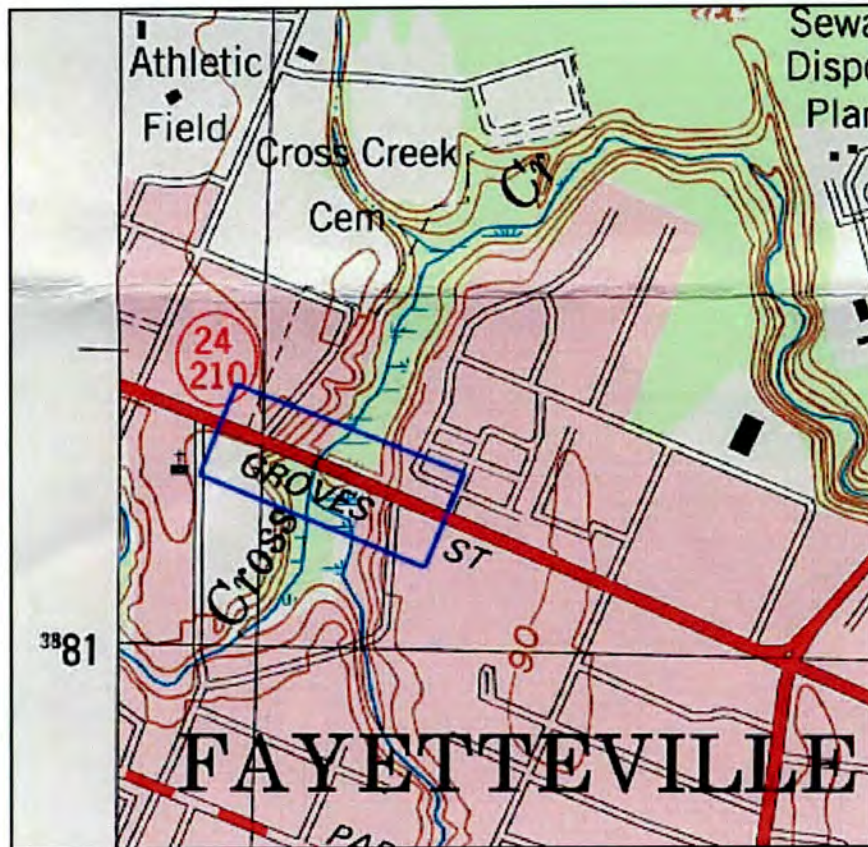 Athletic
Field
Sewa
Dispo
Plan
Cross Creek
Cem
Cr
24
210
GROVES ST
Cross
³⁸81
90
FAYETTEVILLE
PAR